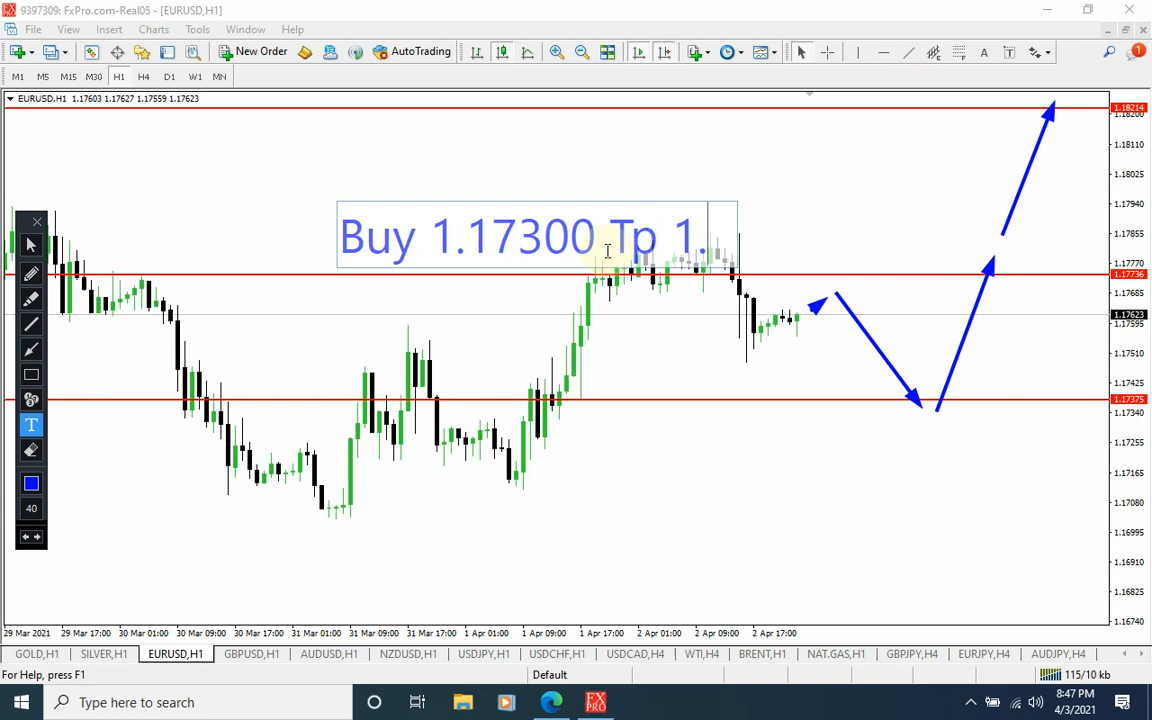 9397309: FxPro.com-Real05 - [EURUSD,H1]
File View Insert Charts Tools Window Help
New Order AutoTrading
M1 M5 M15 M30 H1 H4 D1 W1 MN
EURUSD,H1 1.17603 1.17627 1.17559 1.17623
Buy 1.17300 Tp 1.
1.18214
1.18200
1.18110
1.18025
1.17940
1.17855
1.17770
1.17736
1.17685
1.17623
1.17595
1.17510
1.17425
1.17375
1.17340
1.17255
1.17165
1.17080
1.16995
1.16910
1.16825
1.16740
T
40
29 Mar 2021 29 Mar 17:00 30 Mar 01:00 30 Mar 09:00 30 Mar 17:00 31 Mar 01:00 31 Mar 09:00 31 Mar 17:00 1 Apr 01:00 1 Apr 09:00 1 Apr 17:00 2 Apr 01:00 2 Apr 09:00 2 Apr 17:00
GOLD,H1 SILVER,H1 EURUSD,H1 GBPUSD,H1 AUDUSD,H1 NZDUSD,H1 USDJPY,H1 USDCHF,H1 USDCAD,H4 WTI,H4 BRENT,H1 NAT.GAS,H1 GBPJPY,H4 EURJPY,H4 AUDJPY,H4
For Help, press F1 Default 115/10 kb
Type here to search FX PRO 8:47 PM
4/3/2021